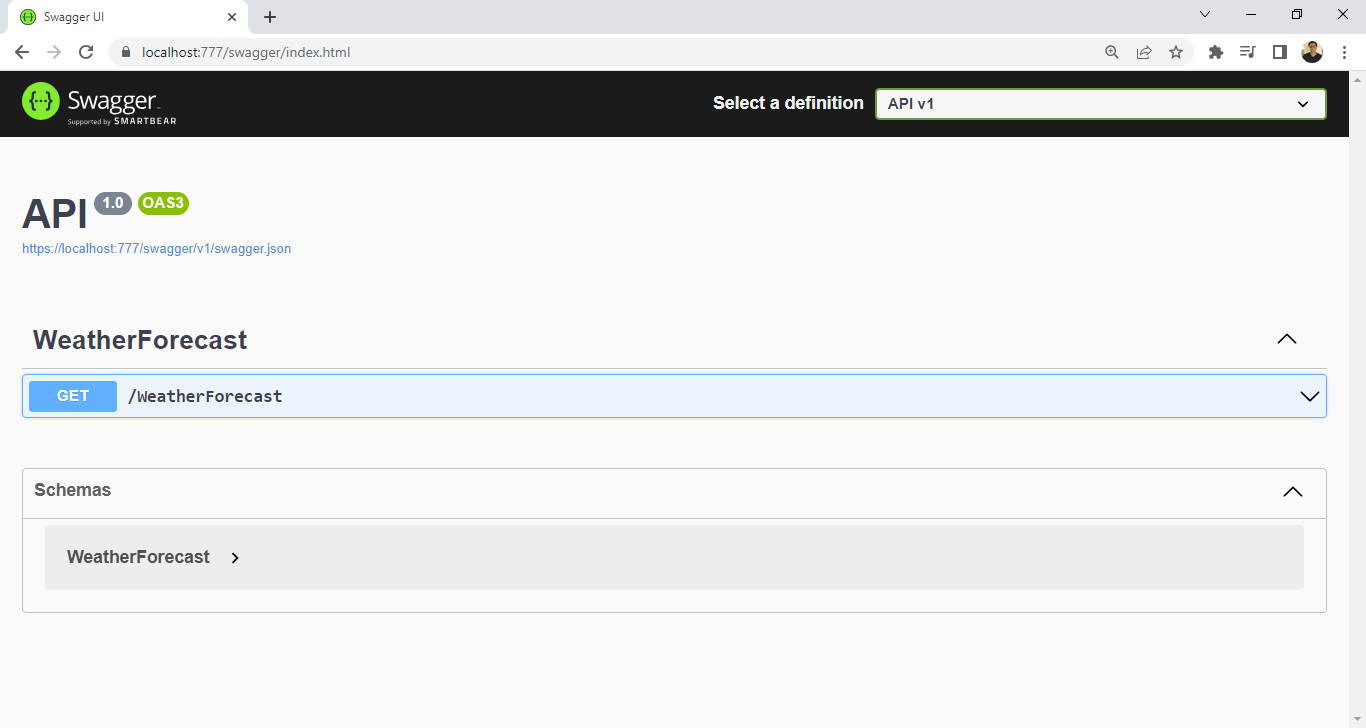 Swagger UI
localhost:777/swagger/index.html
Swagger
Supported by SMARTBEAR
Select a definition
API v1
API 1.0 OAS3
https://localhost:777/swagger/v1/swagger.json
WeatherForecast
GET /WeatherForecast
Schemas
WeatherForecast